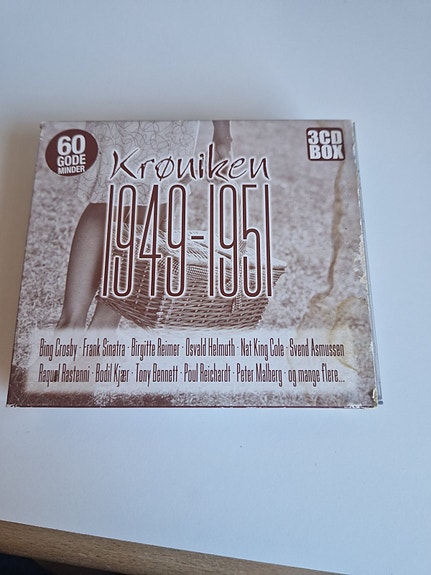 60
GODE
MINDER
Krøniken
3CD
BOX
1949-1951
Bing Crosby · Frank Sinatra · Birgitte Reimer · Osvald Helmuth · Nat King Cole · Svend Asmussen
Raquel Rastenni · Bodil Kjær · Tony Bennett · Poul Reichardt · Peter Malberg · og mange flere...